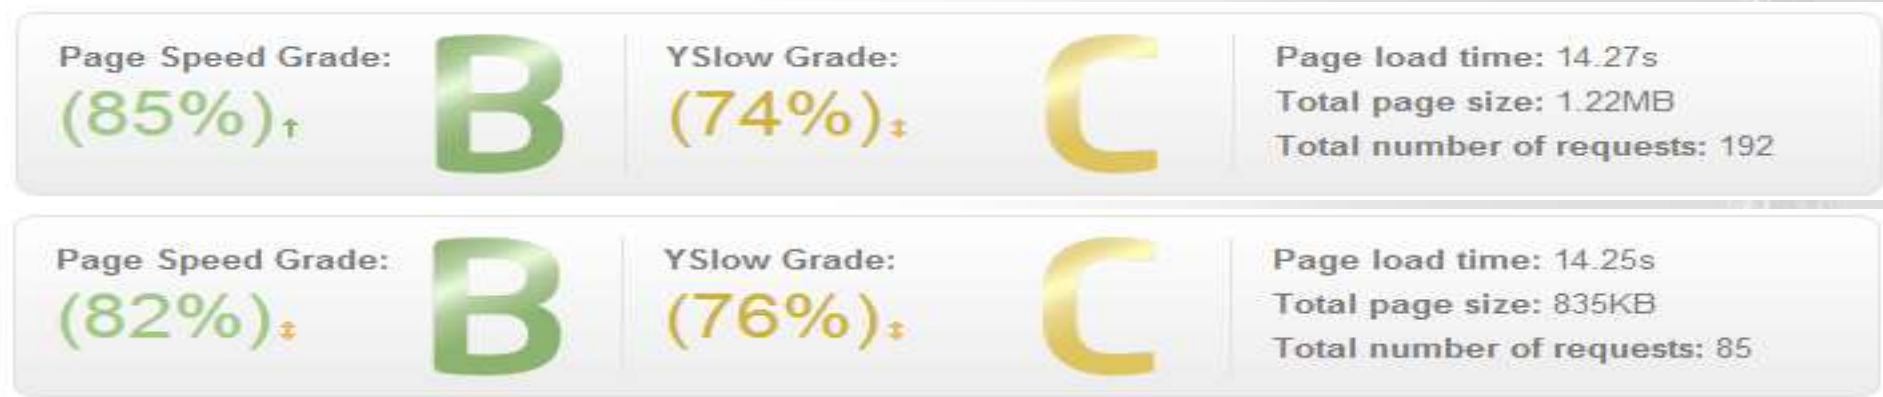 Page Speed Grade:
(85%)↑
B
YSlow Grade:
(74%)↕
C
Page load time: 14.27s
Total page size: 1.22MB
Total number of requests: 192
Page Speed Grade:
(82%)↕
B
YSlow Grade:
(76%)↕
C
Page load time: 14.25s
Total page size: 835KB
Total number of requests: 85